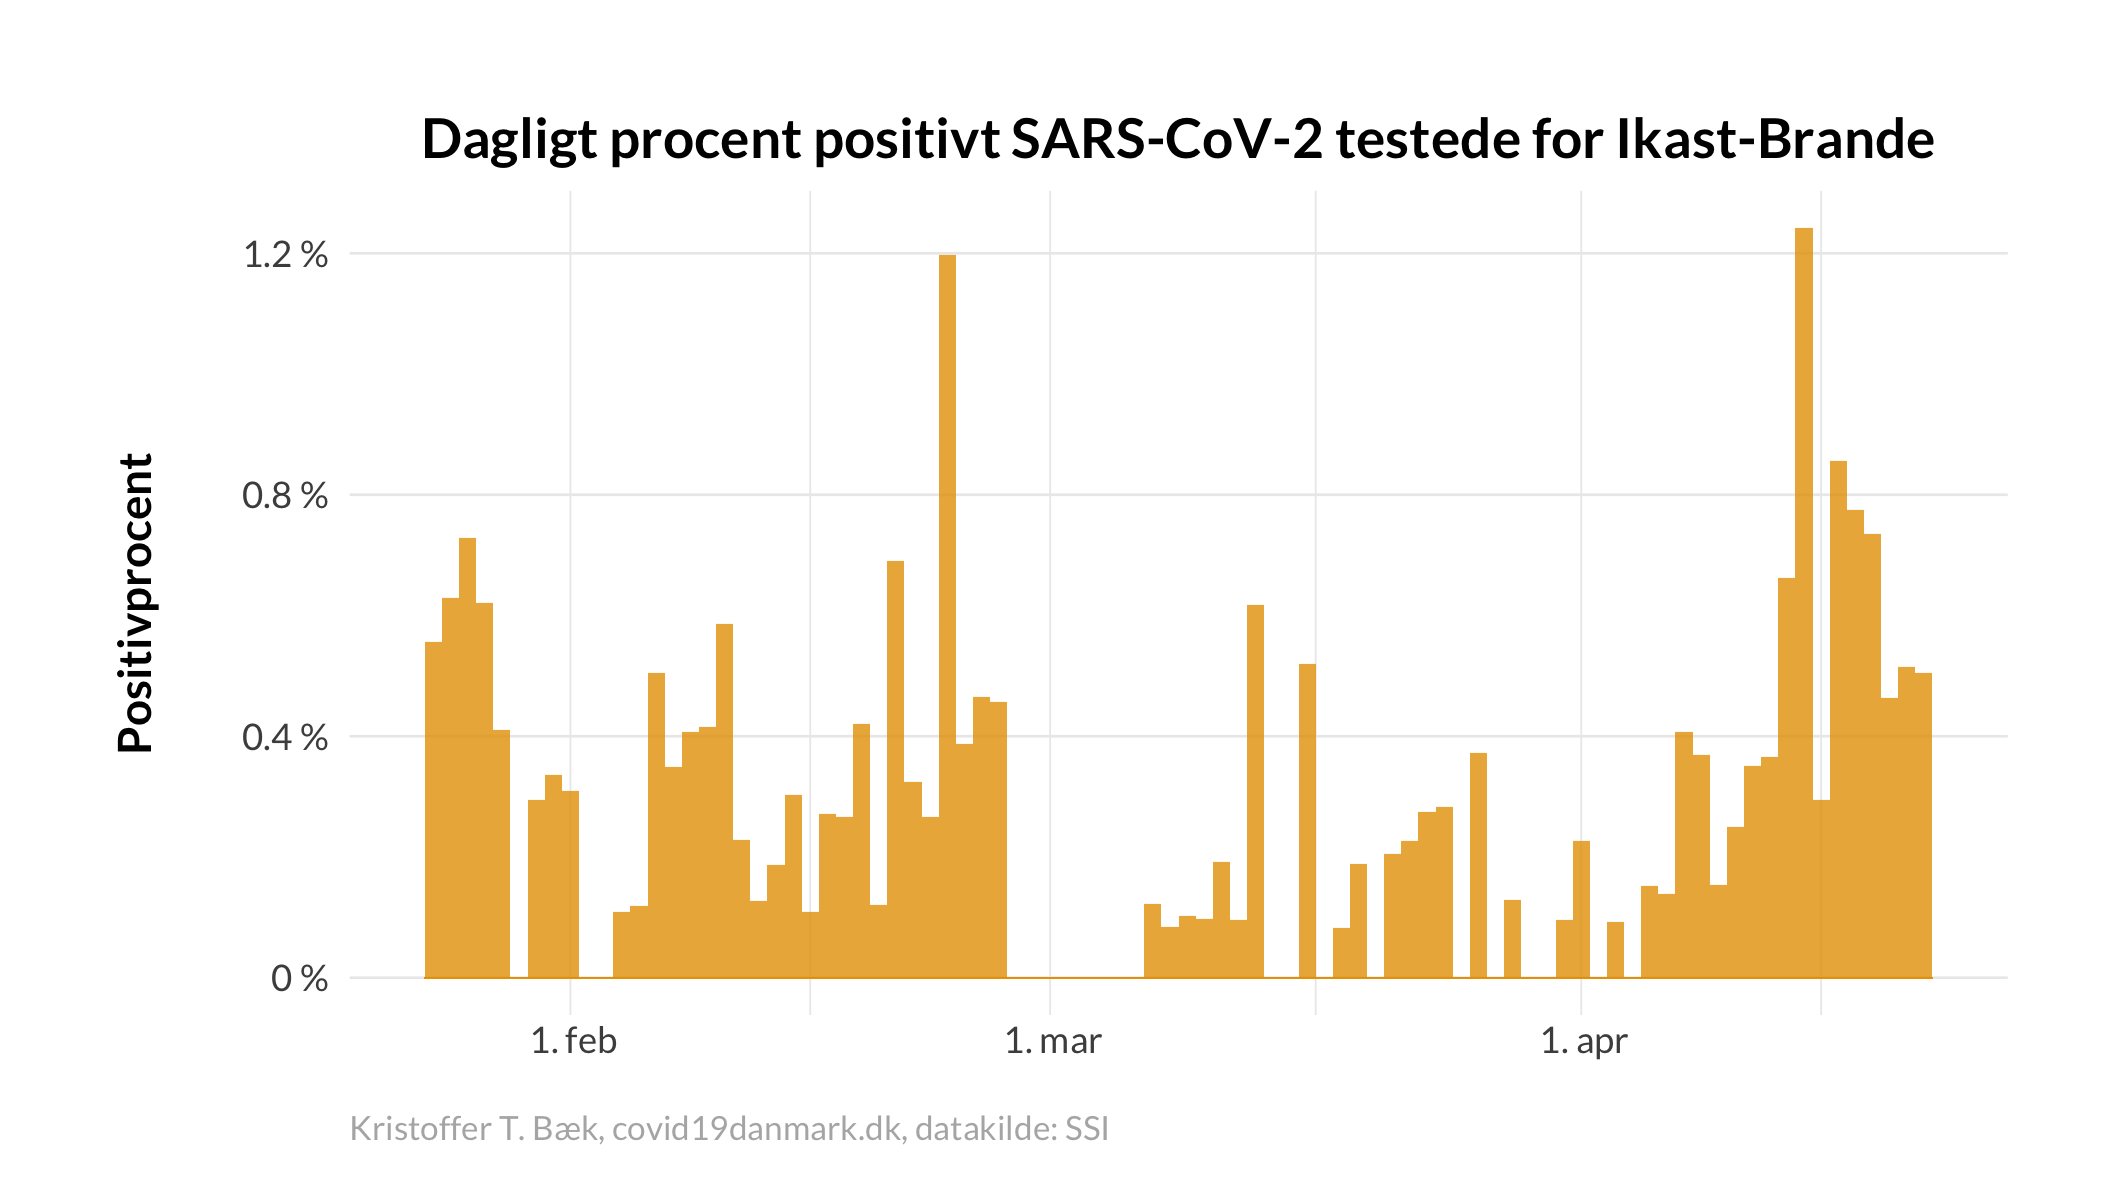 Dagligt procent positivt SARS-CoV-2 testede for Ikast-Brande
Positivprocent
1.2 %
0.8 %
0.4 %
0 %
1. feb
1. mar
1. apr
Kristoffer T. Bæk, covid19danmark.dk, datakilde: SSI